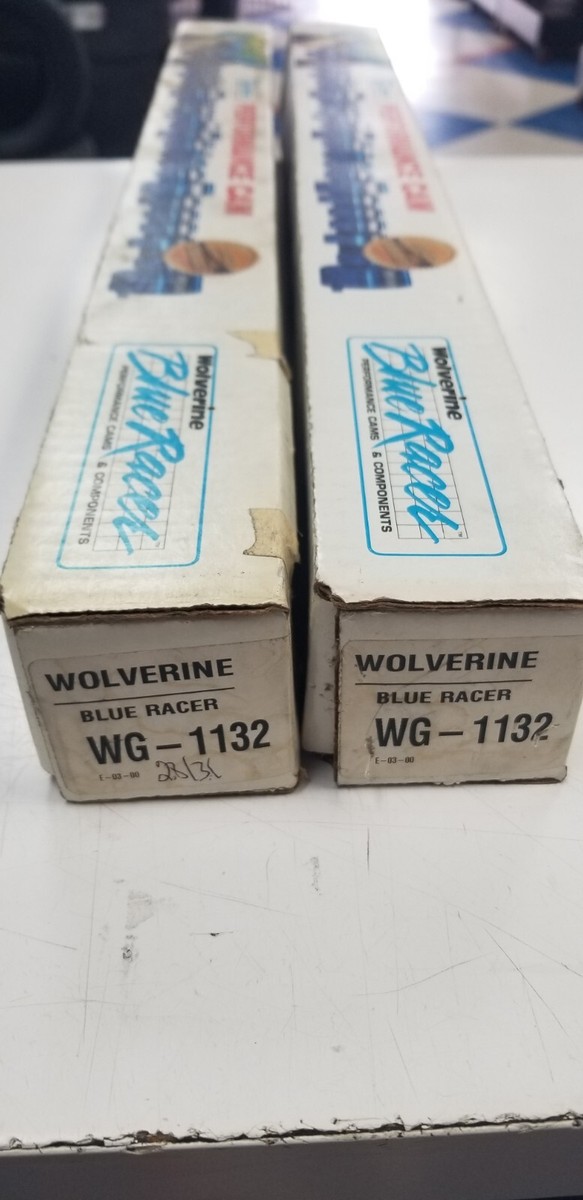 PERFORMANCE CAM
Wolverine
Blue Racer
PERFORMANCE CAMS & COMPONENTS
WOLVERINE
BLUE RACER
WG-1132
E-03-00
PERFORMANCE CAM
Wolverine
Blue Racer™
PERFORMANCE CAMS & COMPONENTS
WOLVERINE
BLUE RACER
WG-1132
E-03-00